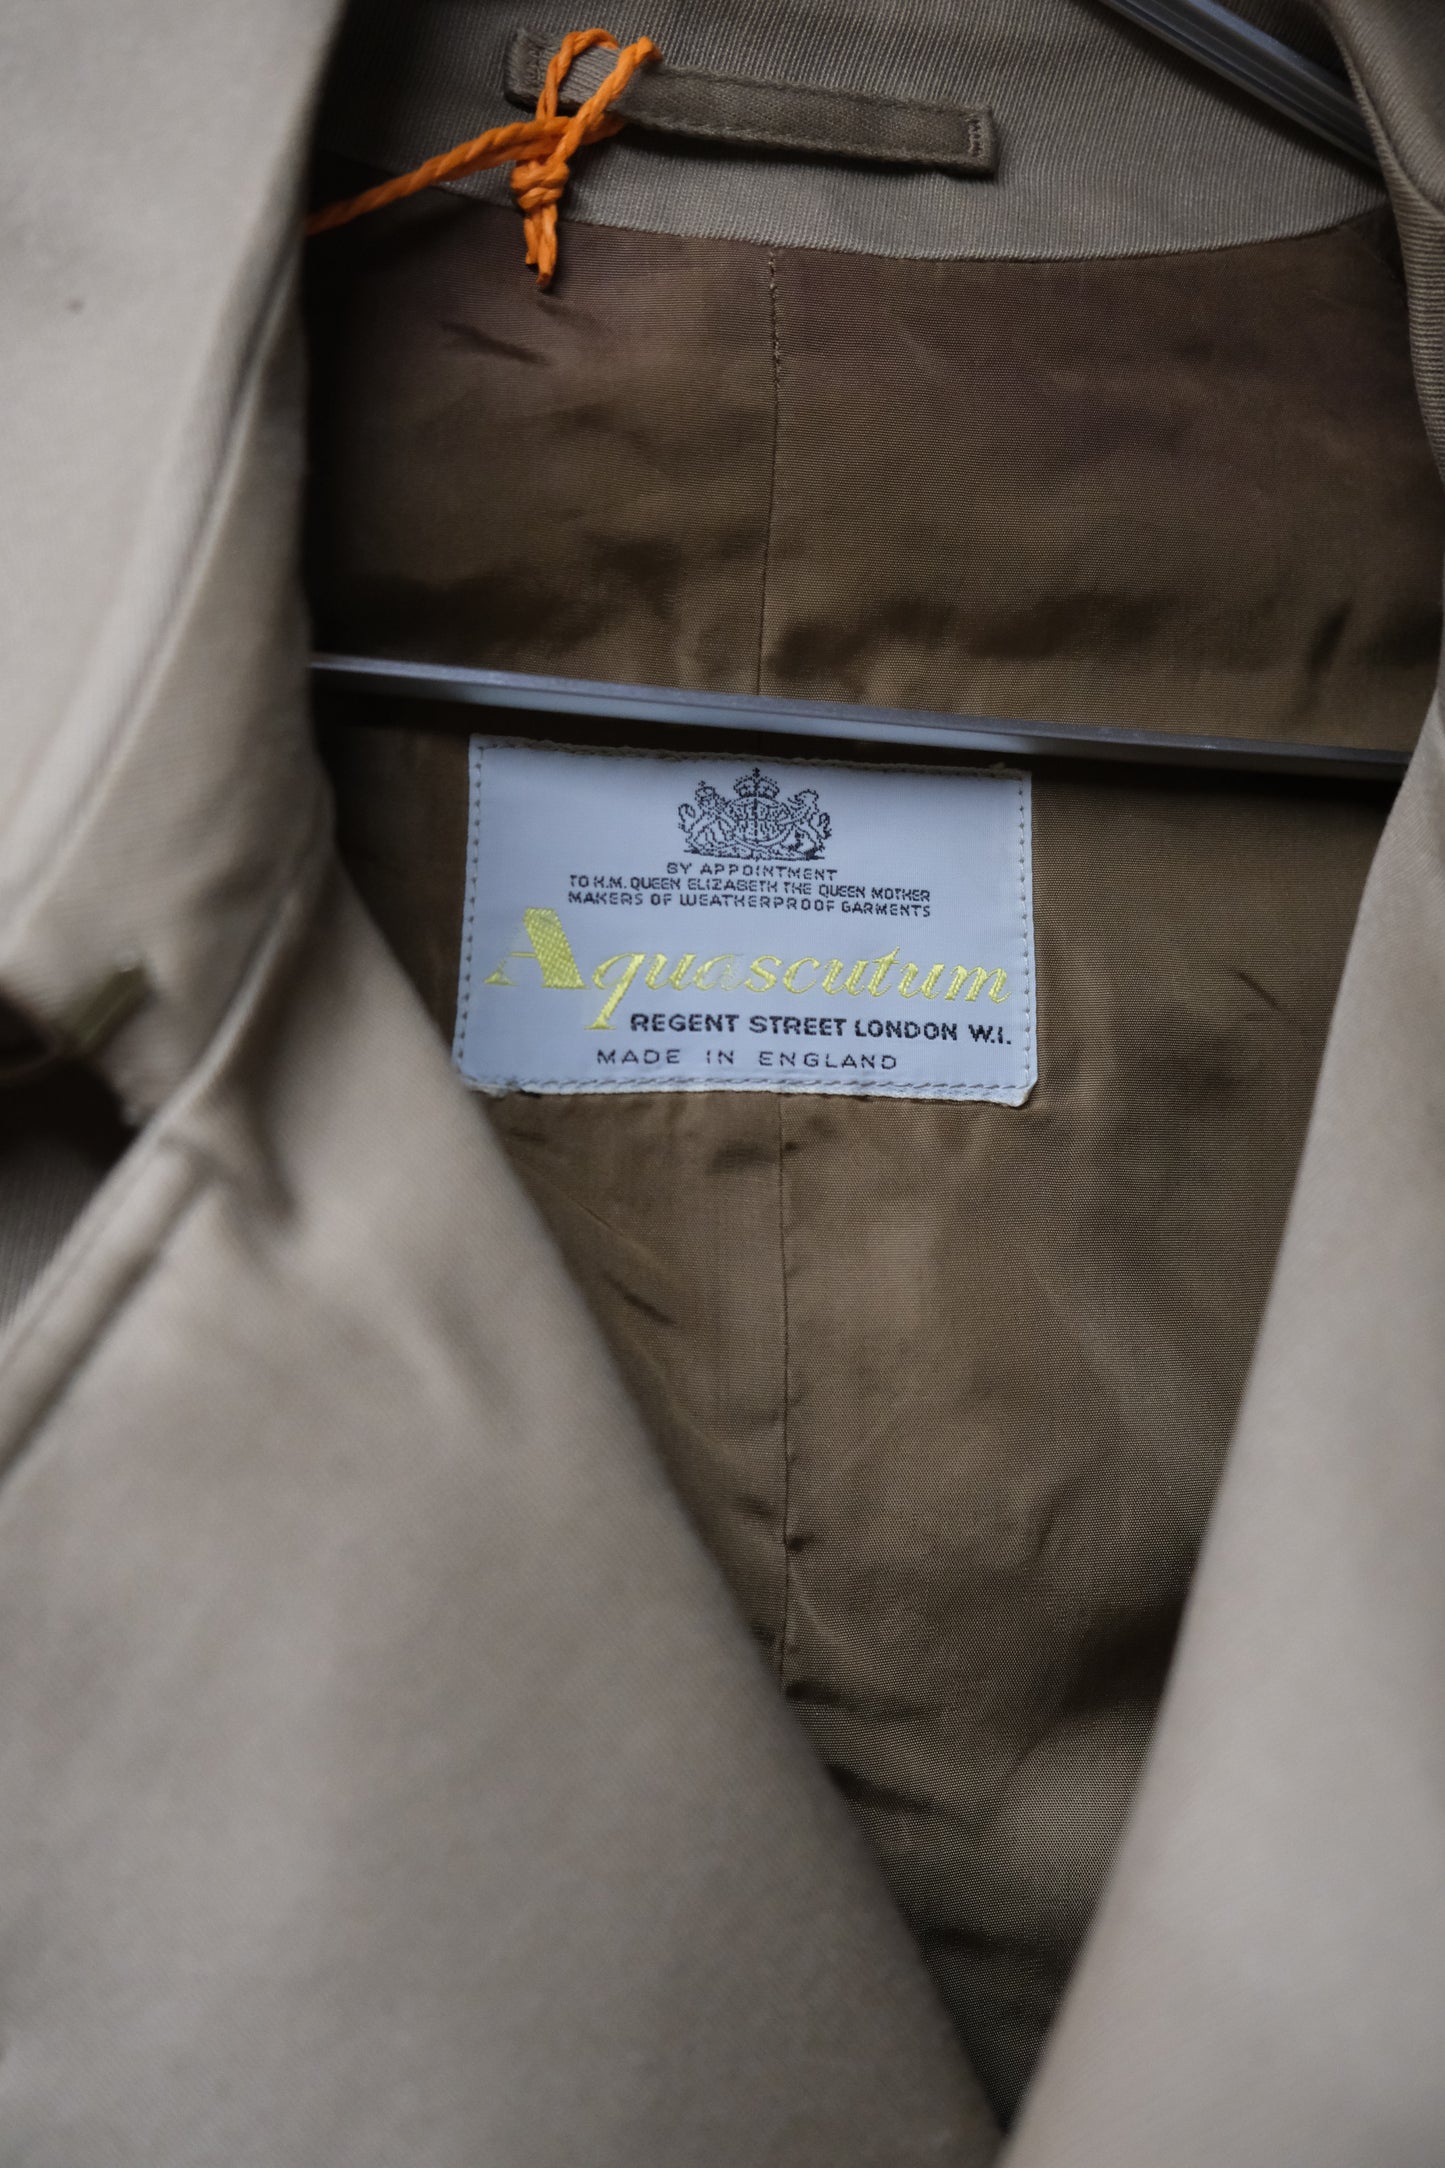 BY APPOINTMENT
TO H.M. QUEEN ELIZABETH THE QUEEN MOTHER
MAKERS OF WEATHERPROOF GARMENTS
Aquascutum
REGENT STREET LONDON W.1.
MADE IN ENGLAND